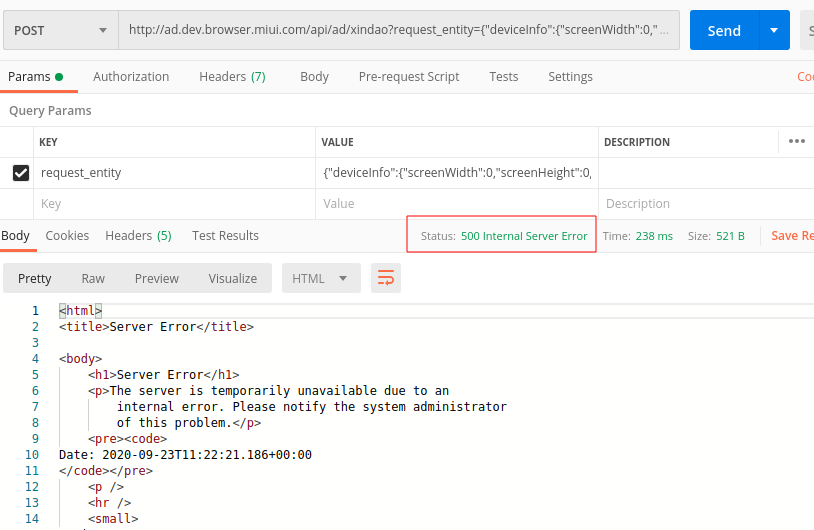 POST http://ad.dev.browser.miui.com/api/ad/xindao?request_entity={"deviceInfo":{"screenWidth":0," ... Send
Params Authorization Headers (7) Body Pre-request Script Tests Settings Co
Query Params
KEY VALUE DESCRIPTION
request_entity {"deviceInfo":{"screenWidth":0,"screenHeight":0,
Key Value Description
Body Cookies Headers (5) Test Results Status: 500 Internal Server Error Time: 238 ms Size: 521 B Save Re
Pretty Raw Preview Visualize HTML
1 <html>
2 <title>Server Error</title>
3
4 <body>
5 <h1>Server Error</h1>
6 <p>The server is temporarily unavailable due to an
7 internal error. Please notify the system administrator
8 of this problem.</p>
9 <pre><code>
10 Date: 2020-09-23T11:22:21.186+00:00
11 </code></pre>
12 <p />
13 <hr />
14 <small>